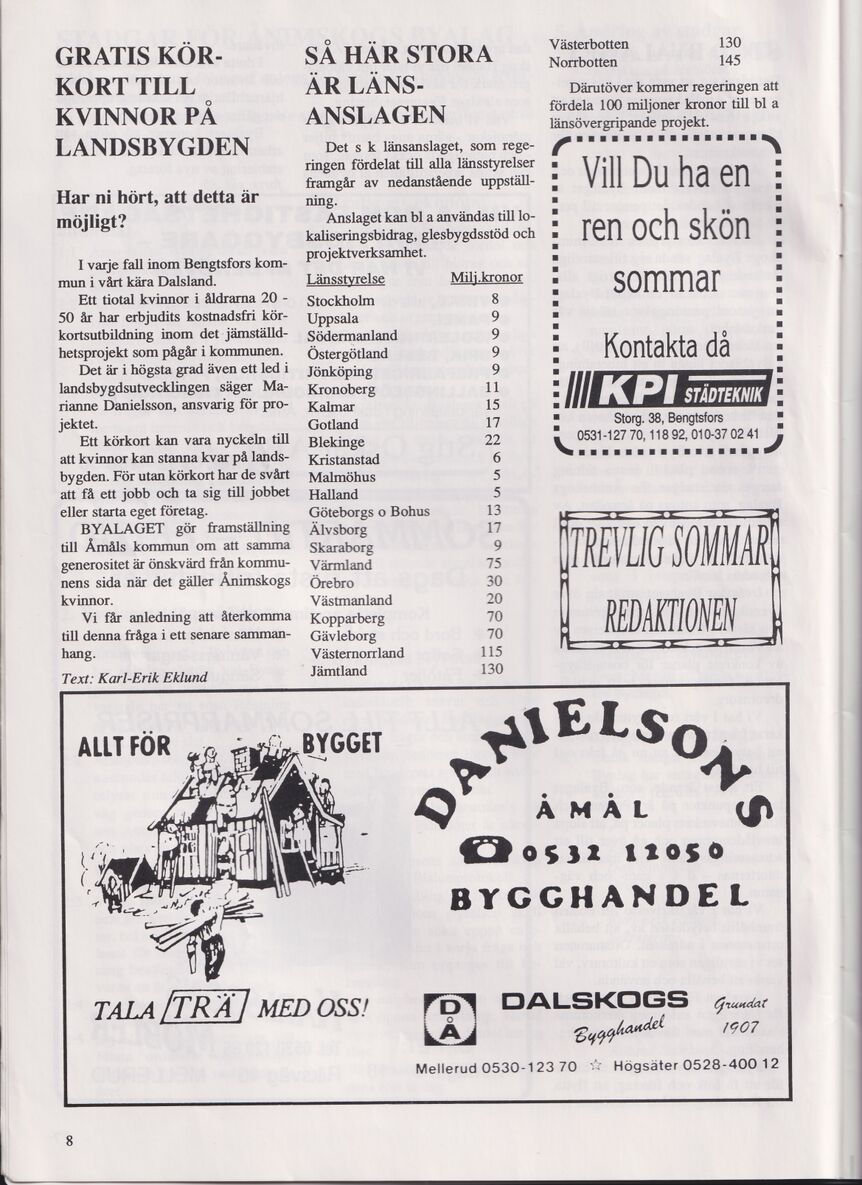 GRATIS KÖR-
KORT TILL
KVINNOR PÅ
LANDSBYGDEN
Har ni hört, att detta är
möjligt?
I varje fall inom Bengtsfors kom-
mun i vårt kära Dalsland.
Ett tiotal kvinnor i åldrarna 20 -
50 år har erbjudits kostnadsfri kör-
kortsutbildning inom det jämställd-
hetsprojekt som pågår i kommunen.
Det är i högsta grad även ett led i
landsbygdsutvecklingen säger Ma-
rianne Danielsson, ansvarig för pro-
jektet.
Ett körkort kan vara nyckeln till
att kvinnor kan stanna kvar på lands-
bygden. För utan körkort har de svårt
att få ett jobb och ta sig till jobbet
eller starta eget företag.
BYALAGET gör framställning
till Åmåls kommun om att samma
generositet är önskvärd från kommu-
nens sida när det gäller Ånimskogs
kvinnor.
Vi får anledning att återkomma
till denna fråga i ett senare samman-
hang.
Text: Karl-Erik Eklund
SÅ HÄR STORA
ÄR LÄNS-
ANSLAGEN
Det s k länsanslaget, som rege-
ringen fördelat till alla länsstyrelser
framgår av nedanstående uppställ-
ning.
Anslaget kan bl a användas till lo-
kaliseringsbidrag, glesbygdsstöd och
projektverksamhet.
Länsstyrelse Milj.kronor
Stockholm 8
Uppsala 9
Södermanland 9
Östergötland 9
Jönköping 9
Kronoberg 11
Kalmar 15
Gotland 17
Blekinge 22
Kristanstad 6
Malmöhus 5
Halland 5
Göteborgs o Bohus 13
Älvsborg 17
Skaraborg 9
Värmland 75
Örebro 30
Västmanland 20
Kopparberg 70
Gävleborg 70
Västernorrland 115
Jämtland 130
Västerbotten 130
Norrbotten 145
Därutöver kommer regeringen att
fördela 100 miljoner kronor till bl a
länsövergripande projekt.
Vill Du ha en
ren och skön
sommar
Kontakta då
KPI STÄDTEKNIK
Storg. 38, Bengtsfors
0531-127 70, 118 92, 010-37 02 41
TREVLIG SOMMAR
REDAKTIONEN
ALLT FÖR BYGGET
TALA TRÄ MED OSS!
DANIELSONS
ÅMÅL
0532 12050
BYGGHANDEL
DÅ
DALSKOGS Grundat
Bygghandel 1907
Mellerud 0530-123 70 ☆ Högsäter 0528-400 12
8